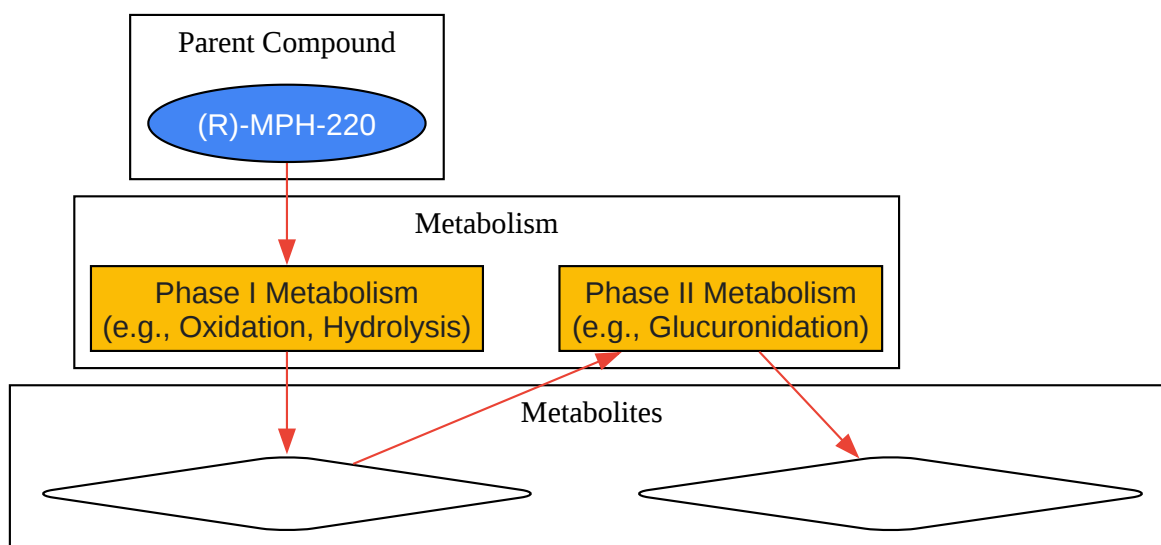 Parent Compound
(R)-MPH-220
Metabolism
Phase I Metabolism
(e.g., Oxidation, Hydrolysis)
Phase II Metabolism
(e.g., Glucuronidation)
Metabolites